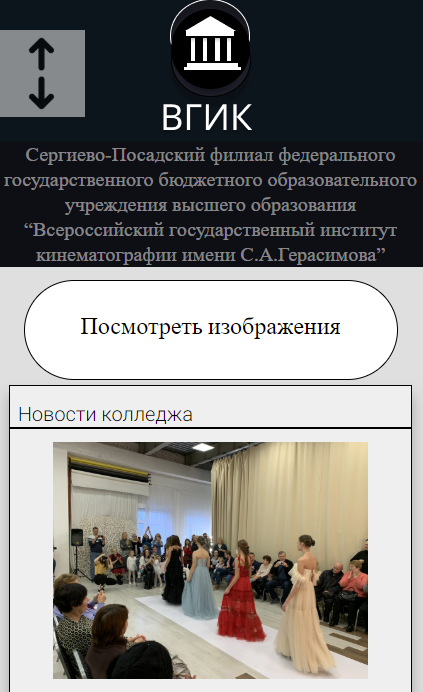 ВГИК
Сергиево-Посадский филиал федерального
государственного бюджетного образовательного
учреждения высшего образования
“Всероссийский государственный институт
кинематографии имени С.А.Герасимова”
Посмотреть изображения
Новости колледжа